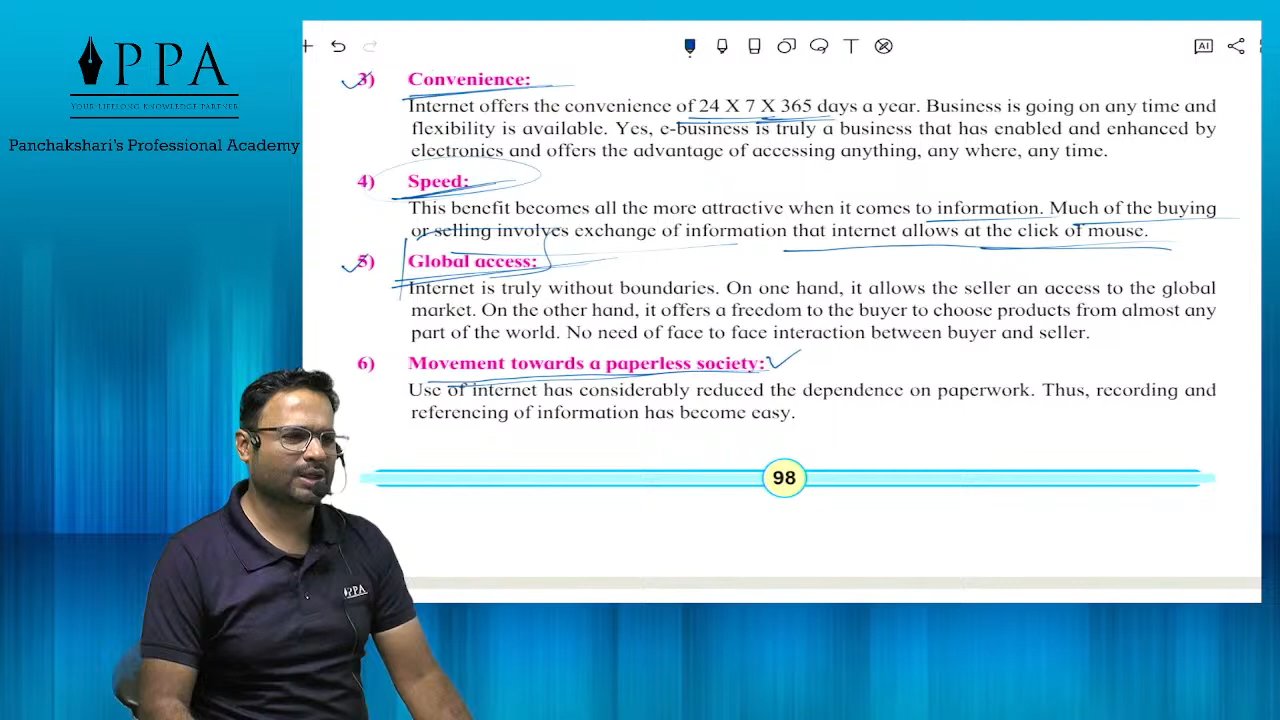 PPA
YOUR LIFELONG KNOWLEDGE PARTNER
Panchakshari's Professional Academy
AI
3) Convenience:
Internet offers the convenience of 24 X 7 X 365 days a year. Business is going on any time and
flexibility is available. Yes, e-business is truly a business that has enabled and enhanced by
electronics and offers the advantage of accessing anything, any where, any time.
4) Speed:
This benefit becomes all the more attractive when it comes to information. Much of the buying
or selling involves exchange of information that internet allows at the click of mouse.
5) Global access:
Internet is truly without boundaries. On one hand, it allows the seller an access to the global
market. On the other hand, it offers a freedom to the buyer to choose products from almost any
part of the world. No need of face to face interaction between buyer and seller.
6) Movement towards a paperless society:
Use of internet has considerably reduced the dependence on paperwork. Thus, recording and
referencing of information has become easy.
98
PPA